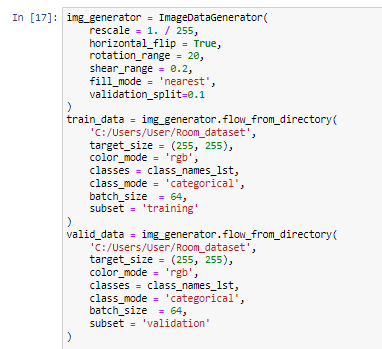 In [17]: img_generator = ImageDataGenerator(
rescale = 1. / 255,
horizontal_flip = True,
rotation_range = 20,
shear_range = 0.2,
fill_mode = 'nearest',
validation_split=0.1
)
train_data = img_generator.flow_from_directory(
'C:/Users/User/Room_dataset',
target_size = (255, 255),
color_mode = 'rgb',
classes = class_names_lst,
class_mode = 'categorical',
batch_size  = 64,
subset = 'training'
)
valid_data = img_generator.flow_from_directory(
'C:/Users/User/Room_dataset',
target_size = (255, 255),
color_mode = 'rgb',
classes = class_names_lst,
class_mode = 'categorical',
batch_size  = 64,
subset = 'validation'
)